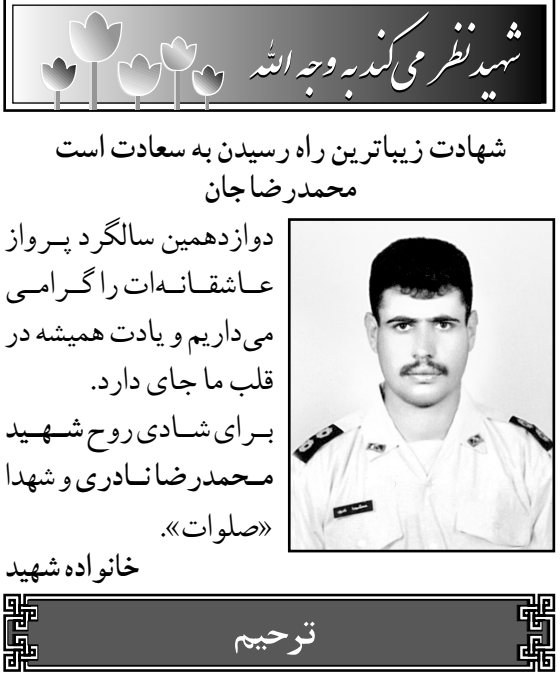 شهید نظر می‌کند به وجه الله
شهادت زیباترین راه رسیدن به سعادت است
محمدرضا جان
دوازدهمین سالگرد پرواز
عاشقانه‌ات را گرامی
می‌داریم و یادت همیشه در
قلب ما جای دارد.
برای شادی روح شهید
محمدرضا نادری و شهدا
«صلوات».
خانواده شهید
ترحیم